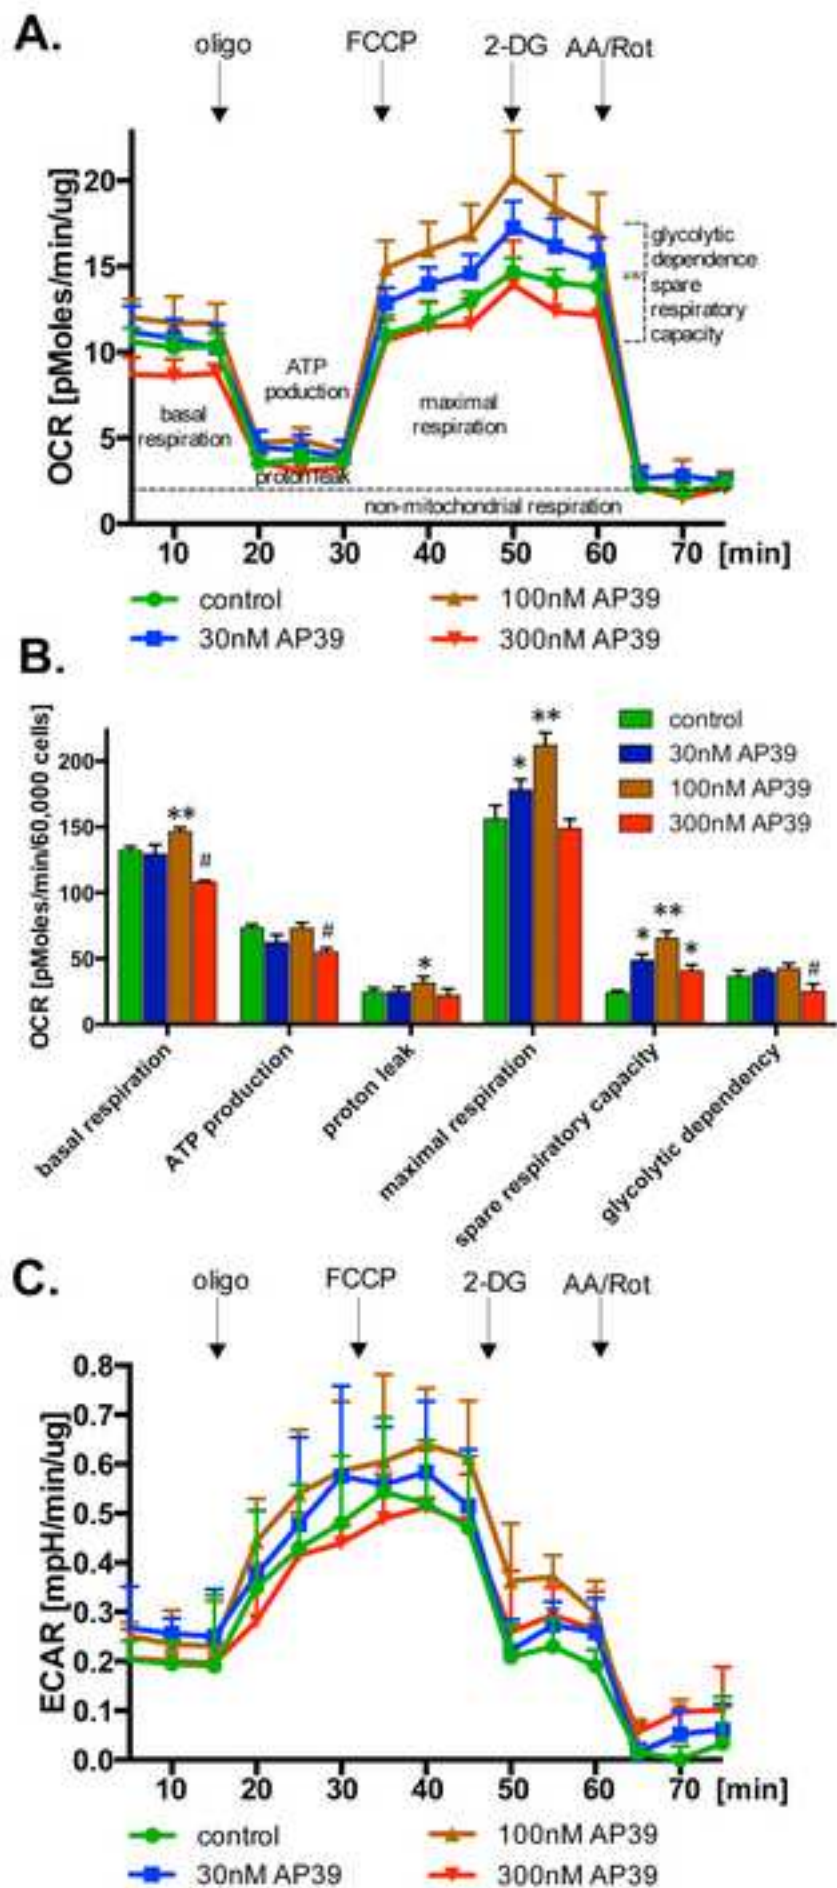 A.
oligo FCCP 2-DG AA/Rot
OCR [pMoles/min/ug]
20
15
10
5
0
glycolytic
dependence
spare
respiratory
capacity
ATP
poduction
basal
respiration
maximal
respiration
proton leak
non-mitochondrial respiration
10 20 30 40 50 60 70 [min]
control
30nM AP39
100nM AP39
300nM AP39
B.
OCR [pMoles/min/60,000 cells]
200
150
100
50
0
control
30nM AP39
100nM AP39
300nM AP39
**
#
#
*
*
**
*
**
*
#
basal respiration
ATP production
proton leak
maximal respiration
spare respiratory capacity
glycolytic dependency
C.
oligo FCCP 2-DG AA/Rot
ECAR [mpH/min/ug]
0.8
0.7
0.6
0.5
0.4
0.3
0.2
0.1
0.0
10 20 30 40 50 60 70 [min]
control
30nM AP39
100nM AP39
300nM AP39